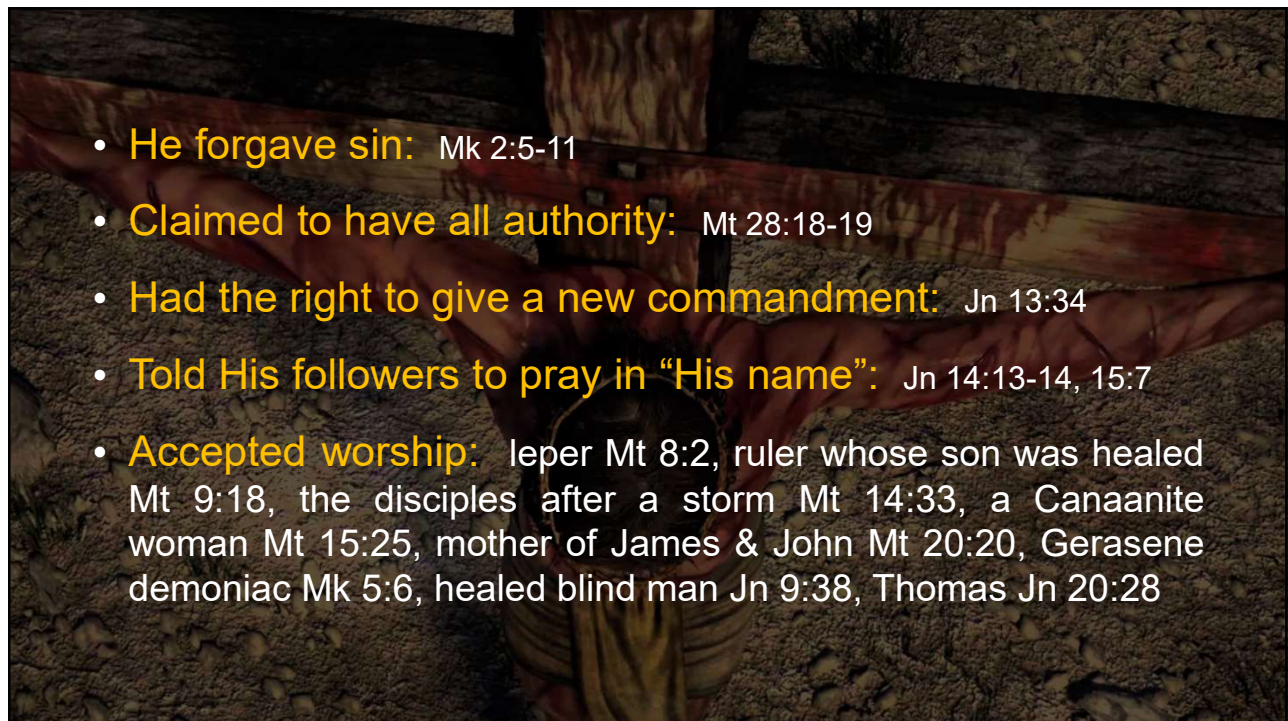 • He forgave sin: Mk 2:5-11
• Claimed to have all authority: Mt 28:18-19
• Had the right to give a new commandment: Jn 13:34
• Told His followers to pray in “His name”: Jn 14:13-14, 15:7
• Accepted worship: leper Mt 8:2, ruler whose son was healed
Mt 9:18, the disciples after a storm Mt 14:33, a Canaanite
woman Mt 15:25, mother of James & John Mt 20:20, Gerasene
demoniac Mk 5:6, healed blind man Jn 9:38, Thomas Jn 20:28